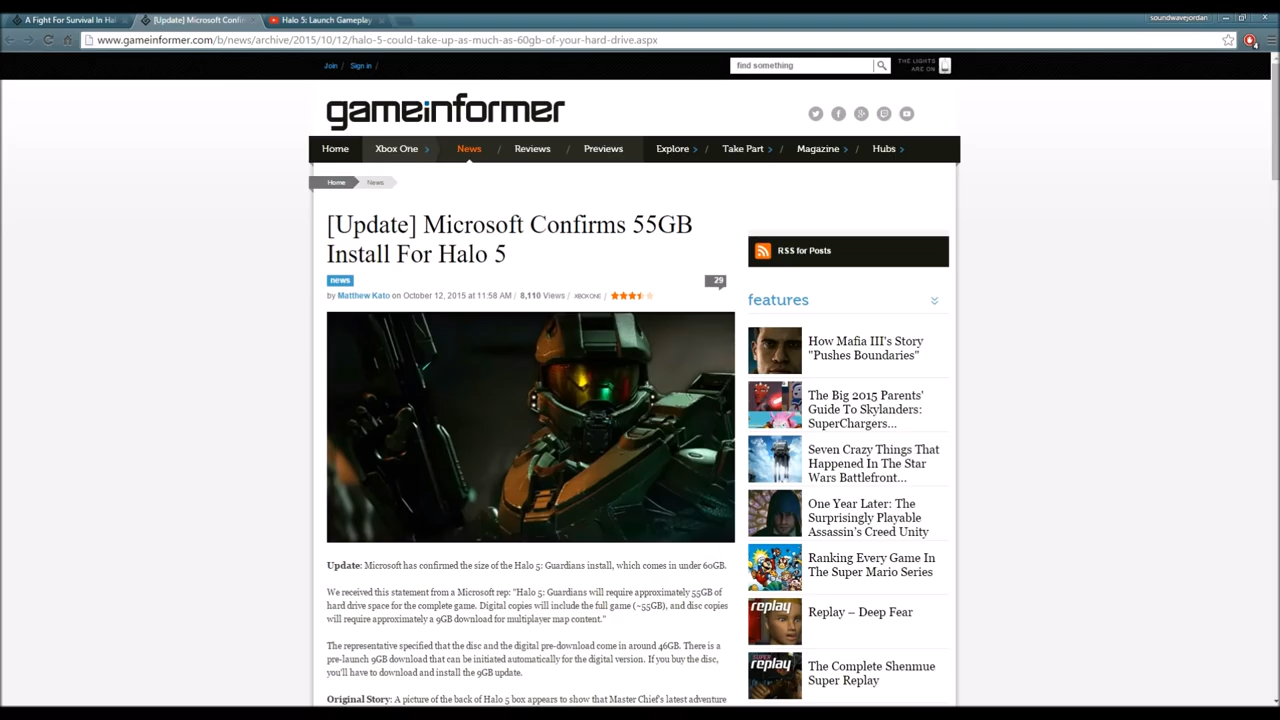 A Fight For Survival In Hal
[Update] Microsoft Confirm
Halo 5: Launch Gameplay
soundwavejordan
www.gameinformer.com/b/news/archive/2015/10/12/halo-5-could-take-up-as-much-as-60gb-of-your-hard-drive.aspx
Join / Sign in /
find something
THE LIGHTS
ARE ON
gameinformer
Home Xbox One News / Reviews / Previews Explore / Take Part / Magazine / Hubs
Home News
[Update] Microsoft Confirms 55GB
Install For Halo 5
news
29
by Matthew Kato on October 12, 2015 at 11:58 AM / 8,110 Views / XBOX ONE /
Update: Microsoft has confirmed the size of the Halo 5: Guardians install, which comes in under 60GB.
We received this statement from a Microsoft rep: "Halo 5: Guardians will require approximately 55GB of
hard drive space for the complete game. Digital copies will include the full game (~55GB), and disc copies
will require approximately a 9GB download for multiplayer map content."
The representative specified that the disc and the digital pre-download come in around 46GB. There is a
pre-launch 9GB download that can be initiated automatically for the digital version. If you buy the disc,
you'll have to download and install the 9GB update.
Original Story: A picture of the back of Halo 5 box appears to show that Master Chief's latest adventure
RSS for Posts
features
How Mafia III's Story
"Pushes Boundaries"
The Big 2015 Parents'
Guide To Skylanders:
SuperChargers...
Seven Crazy Things That
Happened In The Star
Wars Battlefront...
One Year Later: The
Surprisingly Playable
Assassin's Creed Unity
Ranking Every Game In
The Super Mario Series
replay
Replay – Deep Fear
replay
The Complete Shenmue
Super Replay